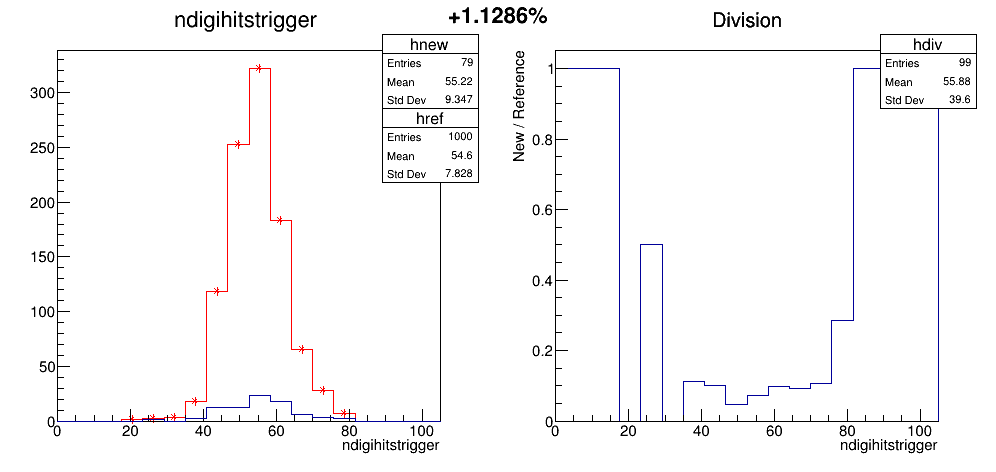 +1.1286%
ndigihitstrigger
hnew
Entries 79
Mean 55.22
Std Dev 9.347
href
Entries 1000
Mean 54.6
Std Dev 7.828
300
250
200
150
100
50
0
0 20 40 60 80 100
ndigihitstrigger
Division
hdiv
Entries 99
Mean 55.88
Std Dev 39.6
New / Reference
1
0.8
0.6
0.4
0.2
0
0 20 40 60 80 100
ndigihitstrigger